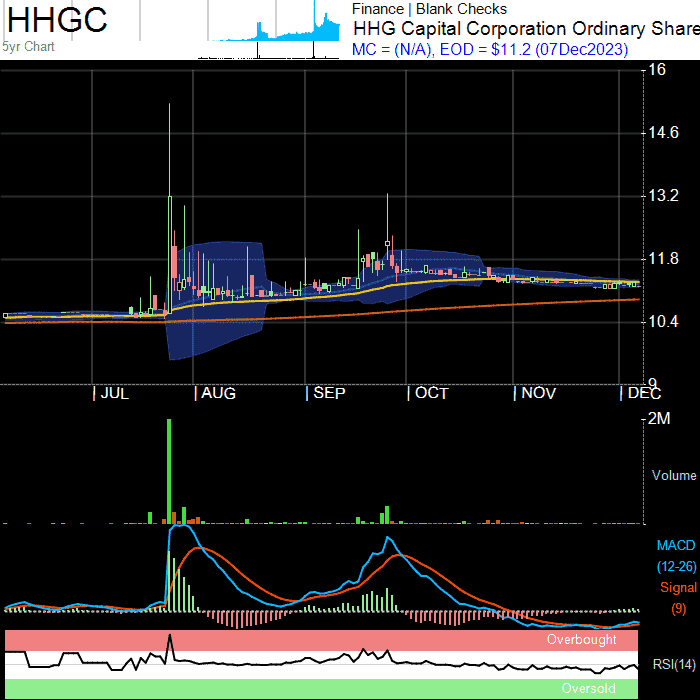 HHGC
5yr Chart
Finance | Blank Checks
HHG Capital Corporation Ordinary Share
MC = (N/A), EOD = $11.2 (07Dec2023)
16
14.6
13.2
11.8
10.4
9
JUL AUG SEP OCT NOV DEC
2M
Volume
MACD
(12-26)
Signal
(9)
Overbought
RSI(14)
Oversold